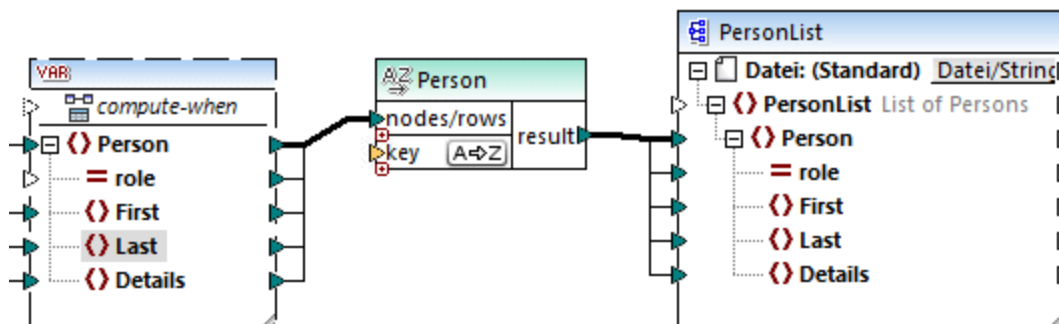 VAR
compute-when
Person
role
First
Last
Details
A Z Person
nodes/rows
key A⇨Z
result
PersonList
Datei: (Standard) Datei/String
PersonList List of Persons
Person
role
First
Last
Details